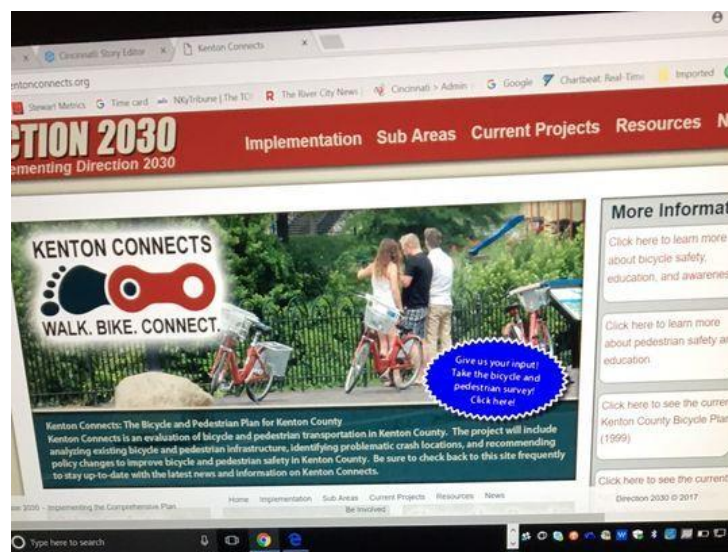 Cincinnati Story Editor
Kenton Connects
entonconnects.org
Stewart Metrics
Time card
NKyTribune | The TO
The River City News
Cincinnati > Admin
Google
Chartbeat Real-Time
Imported
CTION 2030
ementing Direction 2030
Implementation Sub Areas Current Projects Resources N
KENTON CONNECTS
WALK. BIKE. CONNECT.
Give us your input!
Take the bicycle and
pedestrian survey!
Click here!
Kenton Connects: The Bicycle and Pedestrian Plan for Kenton County
Kenton Connects is an evaluation of bicycle and pedestrian transportation in Kenton County. The project will include
analyzing existing bicycle and pedestrian infrastructure, identifying problematic crash locations, and recommending
policy changes to improve bicycle and pedestrian safety in Kenton County. Be sure to check back to this site frequently
to stay up-to-date with the latest news and information on Kenton Connects.
More Informat
Click here to learn more
about bicycle safety,
education, and awarenes
Click here to learn more
about pedestrian safety a
education
Click here to see the curren
Kenton County Bicycle Plan
(1999)
Click here to see the current
Home Implementation Sub Areas Current Projects Resources News
Be Involved
Implementing the Comprehensive Plan
Direction 2030 © 2017
Type here to search